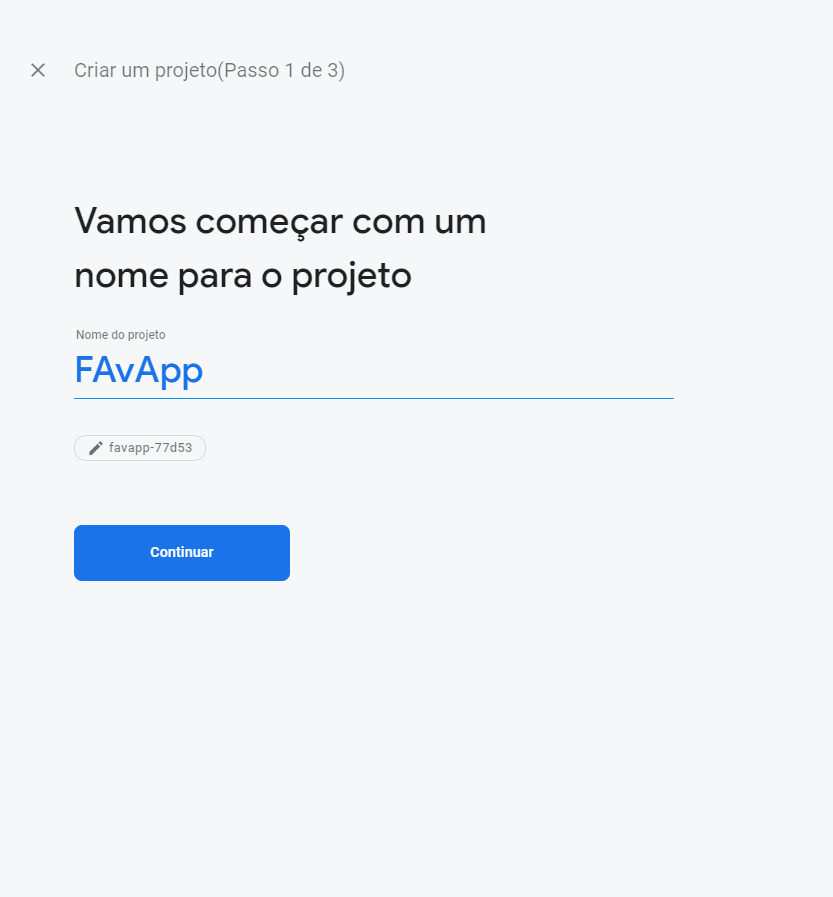 Criar um projeto(Passo 1 de 3)
Vamos começar com um
nome para o projeto
Nome do projeto
FAvApp
favapp-77d53
Continuar